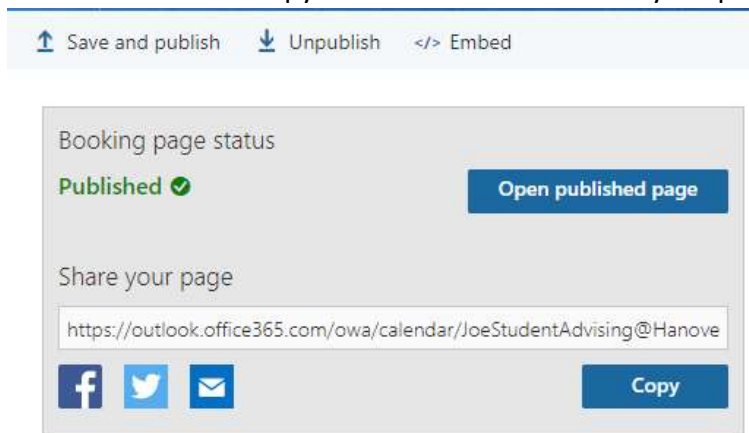 Save and publish Unpublish </> Embed
Booking page status
Published
Open published page
Share your page
https://outlook.office365.com/owa/calendar/JoeStudentAdvising@Hanove
Copy